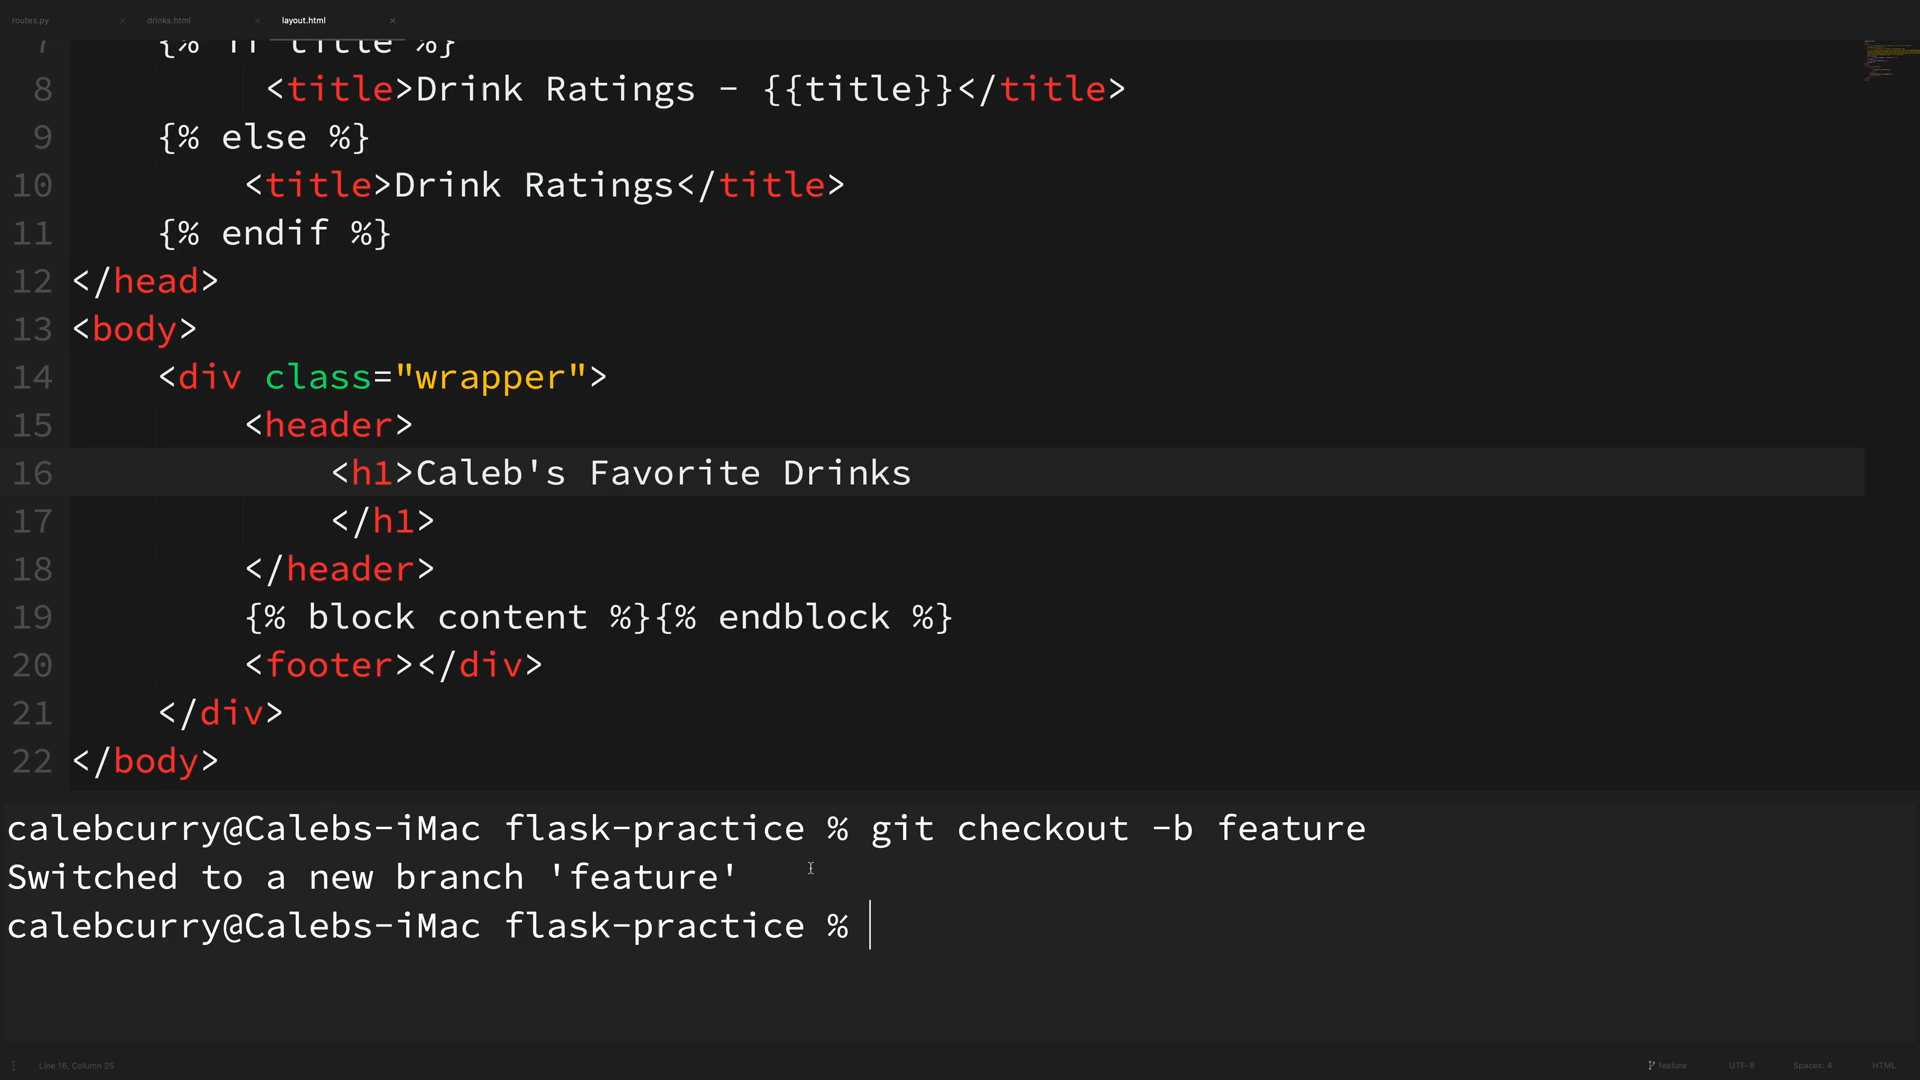 routes.py × drinks.html × layout.html ×
7 {% if title %}
8 <title>Drink Ratings - {{title}}</title>
9 {% else %}
10 <title>Drink Ratings</title>
11 {% endif %}
12 </head>
13 <body>
14 <div class="wrapper">
15 <header>
16 <h1>Caleb's Favorite Drinks
17 </h1>
18 </header>
19 {% block content %}{% endblock %}
20 <footer></div>
21 </div>
22 </body>
calebcurry@Calebs-iMac flask-practice % git checkout -b feature
Switched to a new branch 'feature'
calebcurry@Calebs-iMac flask-practice %
Line 16, Column 25 feature UTF-8 Spaces: 4 HTML